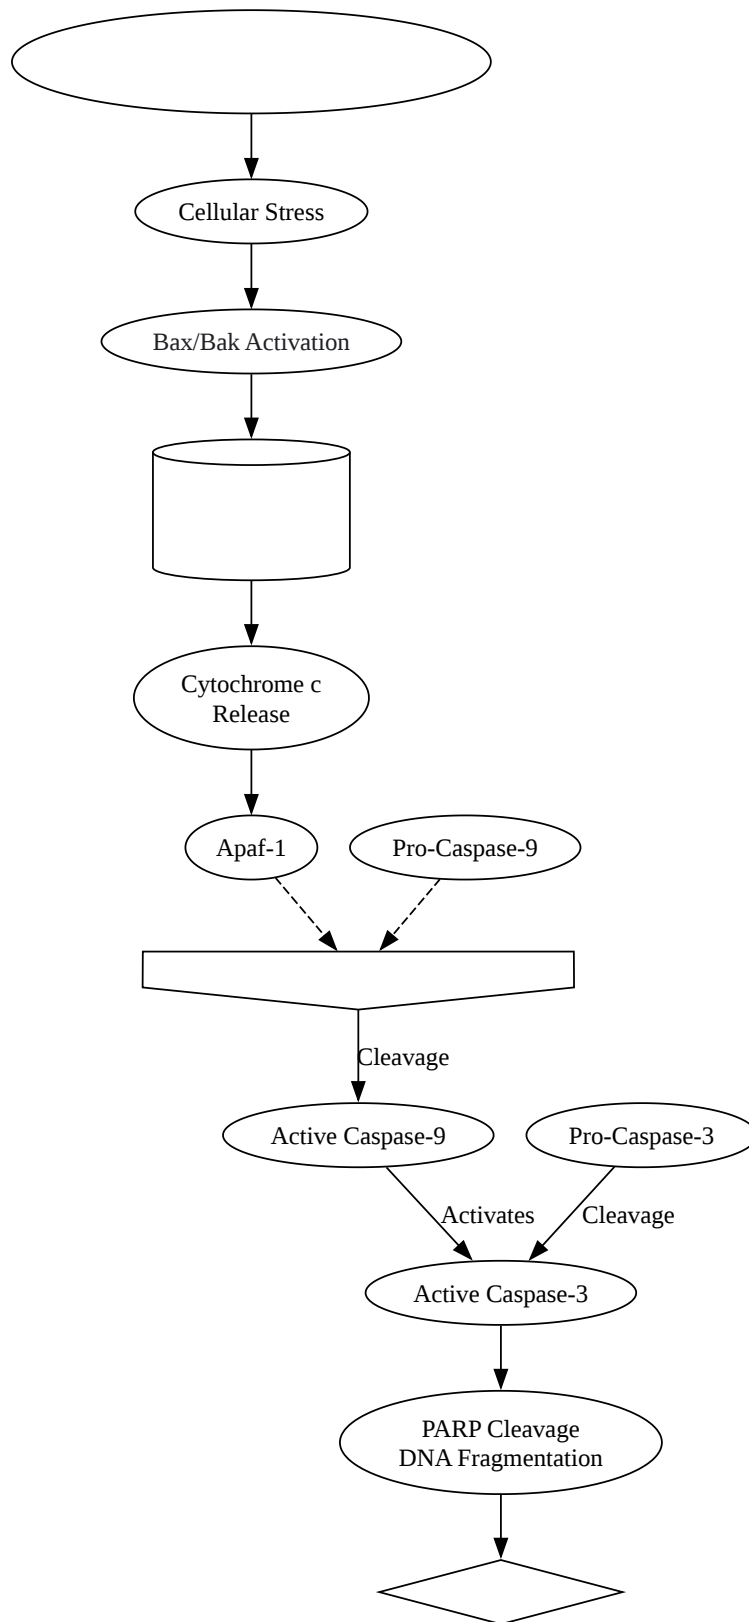 Cellular Stress
Bax/Bak Activation
Cytochrome c
Release
Apaf-1
Pro-Caspase-9
Cleavage
Active Caspase-9
Pro-Caspase-3
Activates
Cleavage
Active Caspase-3
PARP Cleavage
DNA Fragmentation